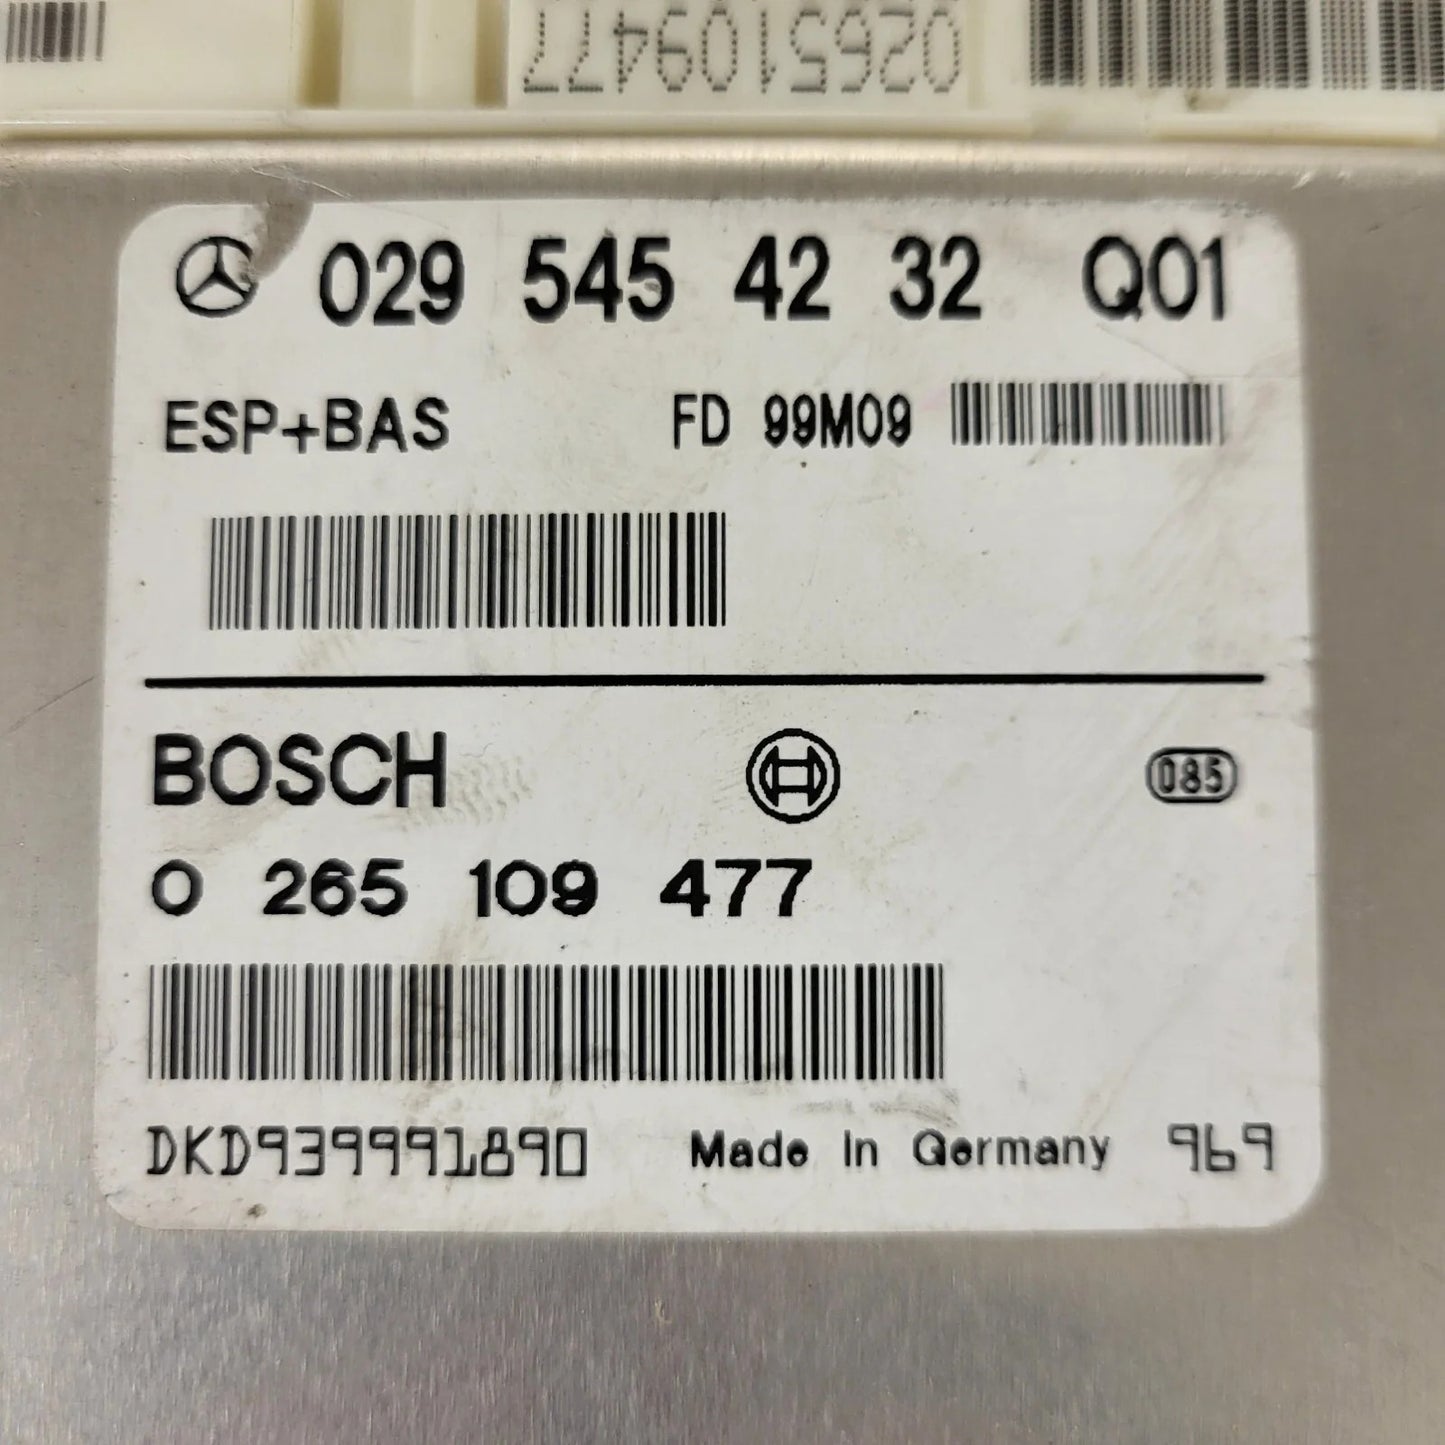 0265109477
029 545 42 32 Q01
ESP+BAS FD 99M09
BOSCH 085
0 265 109 477
DKD939991890 Made In Germany 969